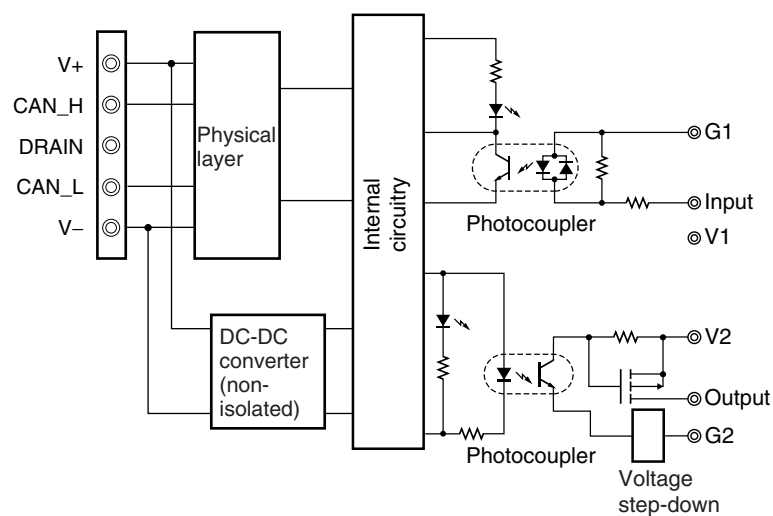 V+
CAN_H
DRAIN
CAN_L
V–
Physical
layer
DC-DC
converter
(non-
isolated)
Internal
circuitry
Photocoupler
G1
Input
V1
V2
Output
G2
Photocoupler
Voltage
step-down